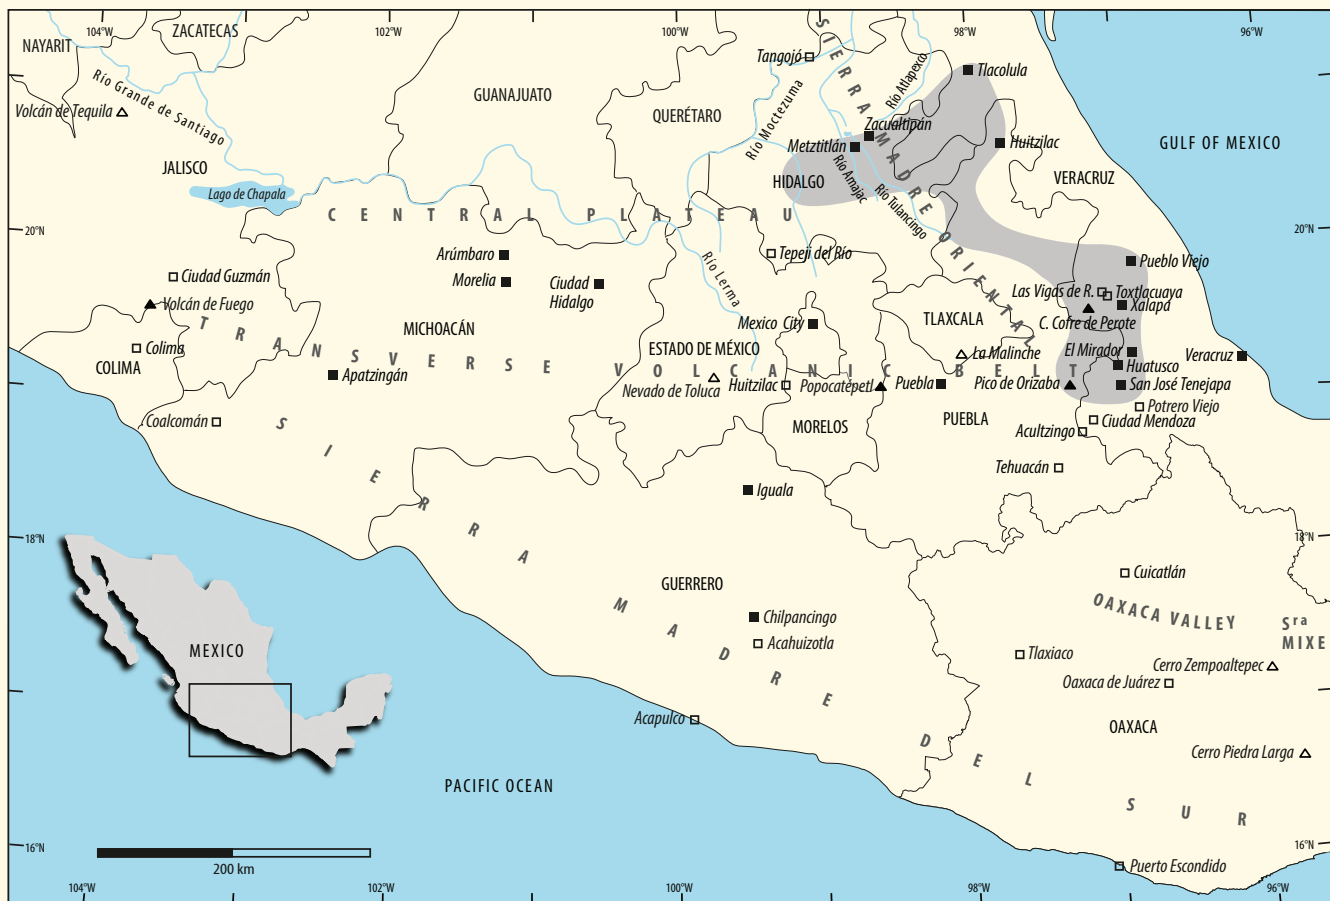 104°W
102°W
100°W
98°W
96°W
NAYARIT
ZACATECAS
Río Grande de Santiago
Volcán de Tequila
JALISCO
Lago de Chapala
GUANAJUATO
QUERÉTARO
Tangojó
Río Moctezuma
SIERRA MADRE ORIENTAL
Río Atlapexco
Tlacolula
Zacualtipán
Metztitlán
Huitzilac
HIDALGO
Río Amajac
Río Tulancingo
VERACRUZ
GULF OF MEXICO
CENTRAL PLATEAU
20°N
20°N
Arúmbaro
Morelia
Ciudad
Hidalgo
Río Lerma
Tepeji del Río
Pueblo Viejo
Ciudad Guzmán
Volcán de Fuego
Las Vigas de R.
Toxtlacuaya
Xalapa
C. Cofre de Perote
MICHOACÁN
Mexico City
TLAXCALA
TRANSVERSE VOLCANIC BELT
Colima
COLIMA
ESTADO DE MÉXICO
La Malinche
El Mirador
Huatusco
Veracruz
Apatzingán
Nevado de Toluca
Huitzilac
Popocatépetl
Puebla
Pico de Orizaba
San José Tenejapa
Coalcomán
MORELOS
PUEBLA
Potrero Viejo
Ciudad Mendoza
Acultzingo
Tehuacán
SIERRA MADRE DEL SUR
Iguala
18°N
18°N
GUERRERO
Cuicatlán
OAXACA VALLEY
Sra
MIXE
Chilpancingo
Acahuizotla
Tlaxiaco
Cerro Zempoaltepec
Oaxaca de Juárez
MEXICO
Acapulco
OAXACA
Cerro Piedra Larga
PACIFIC OCEAN
16°N
16°N
200 km
Puerto Escondido
104°W
102°W
100°W
98°W
96°W